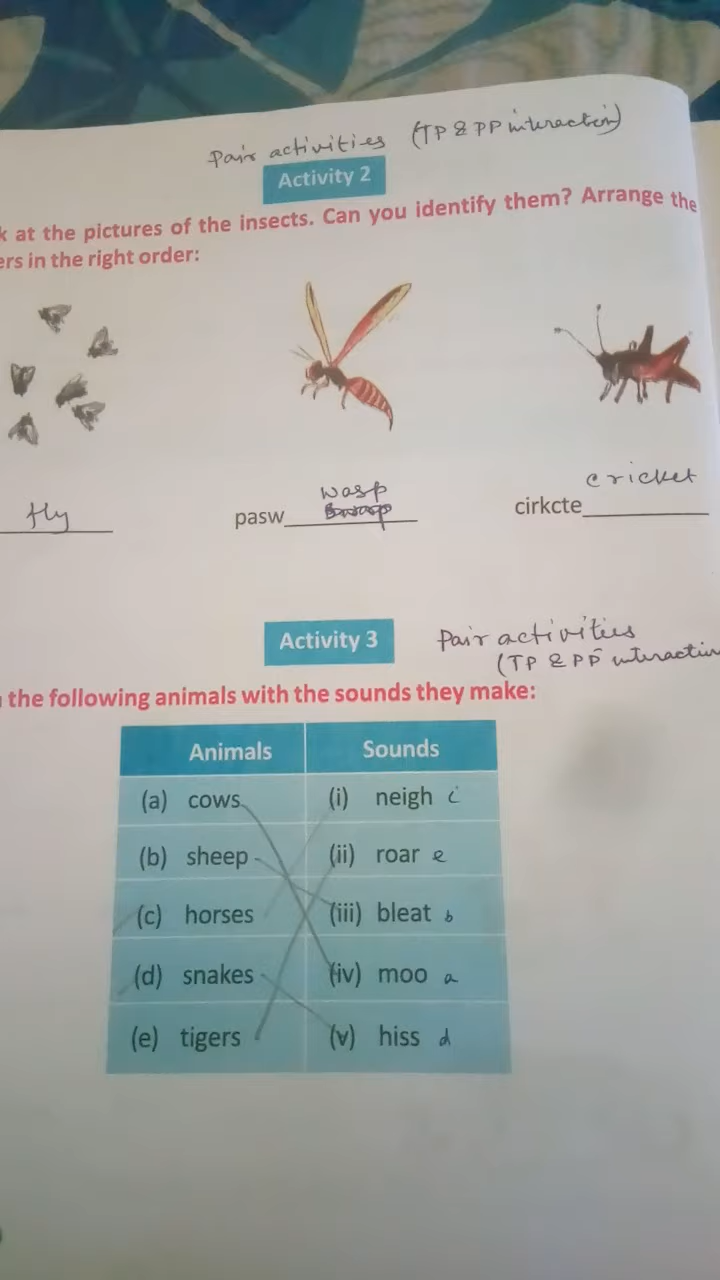 Pair activities (TP & PP interaction)
Activity 2
k at the pictures of the insects. Can you identify them? Arrange the
ers in the right order:
fly
wasp
pasw
cricket
cirkcte
Activity 3
Pair activities
(TP & PP interaction
the following animals with the sounds they make:
Animals Sounds
(a) cows (i) neigh i
(b) sheep (ii) roar e
(c) horses (iii) bleat b
(d) snakes (iv) moo a
(e) tigers (v) hiss d